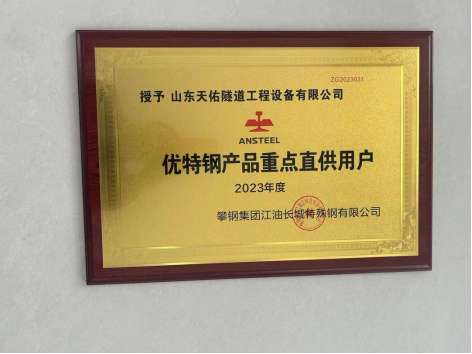 ZG2023031
授予 山东天佑隧道工程设备有限公司
ANSTEEL
优特钢产品重点直供用户
2023年度
攀钢集团江油长城特殊钢有限公司